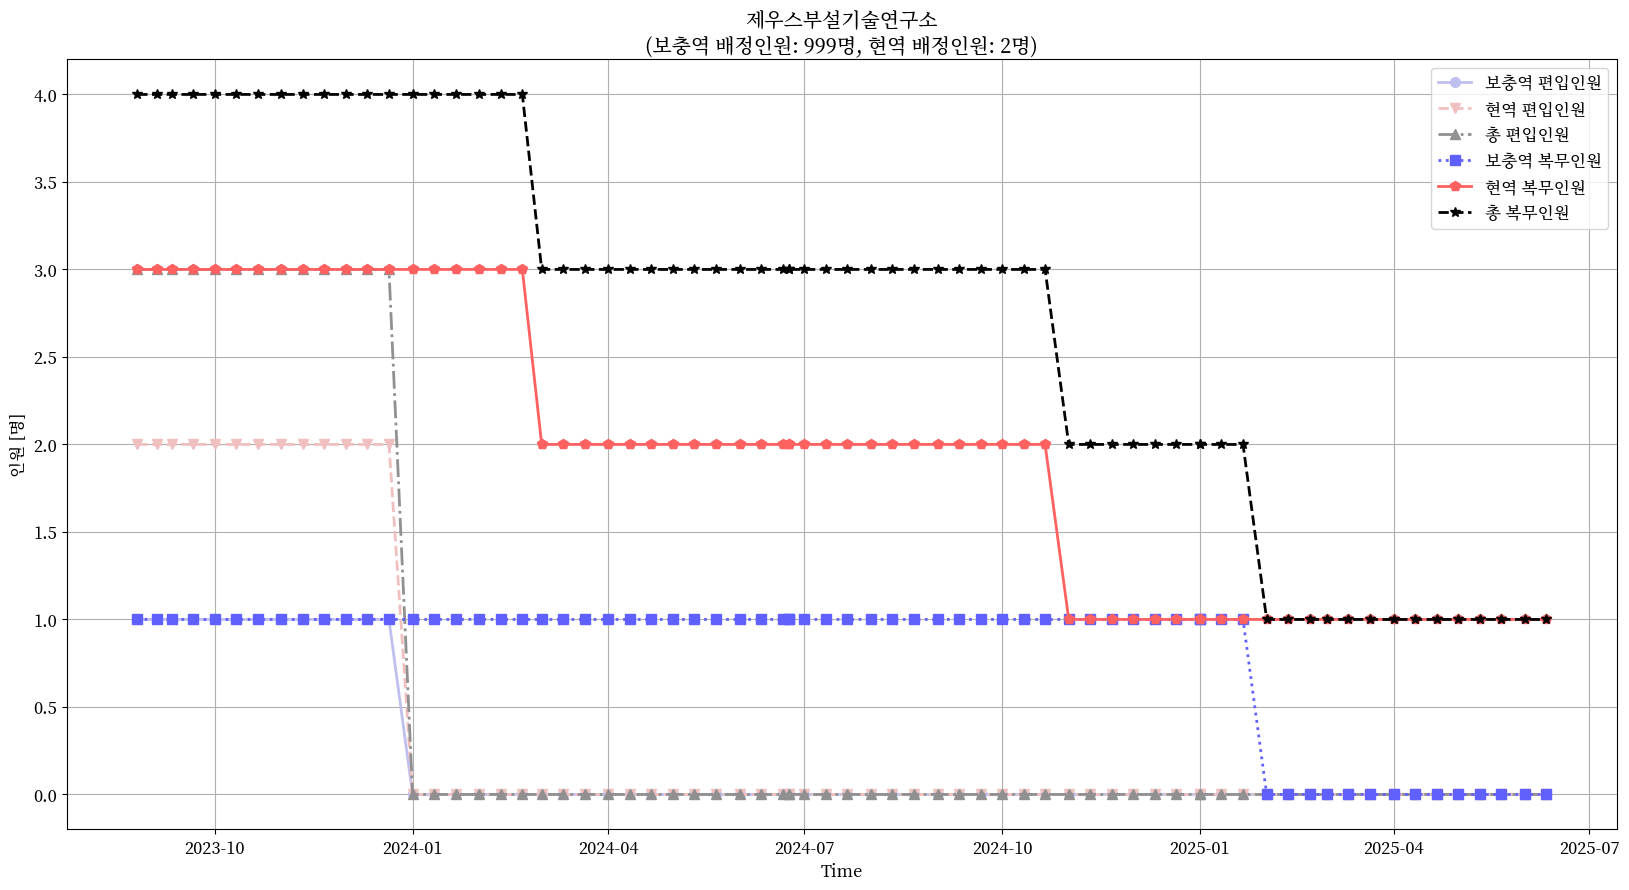 제우스부설기술연구소
(보충역 배정인원: 999명, 현역 배정인원: 2명)
보충역 편입인원
현역 편입인원
총 편입인원
보충역 복무인원
현역 복무인원
총 복무인원
인원 [명]
4.0
3.5
3.0
2.5
2.0
1.5
1.0
0.5
0.0
2023-10
2024-01
2024-04
2024-07
2024-10
2025-01
2025-04
2025-07
Time